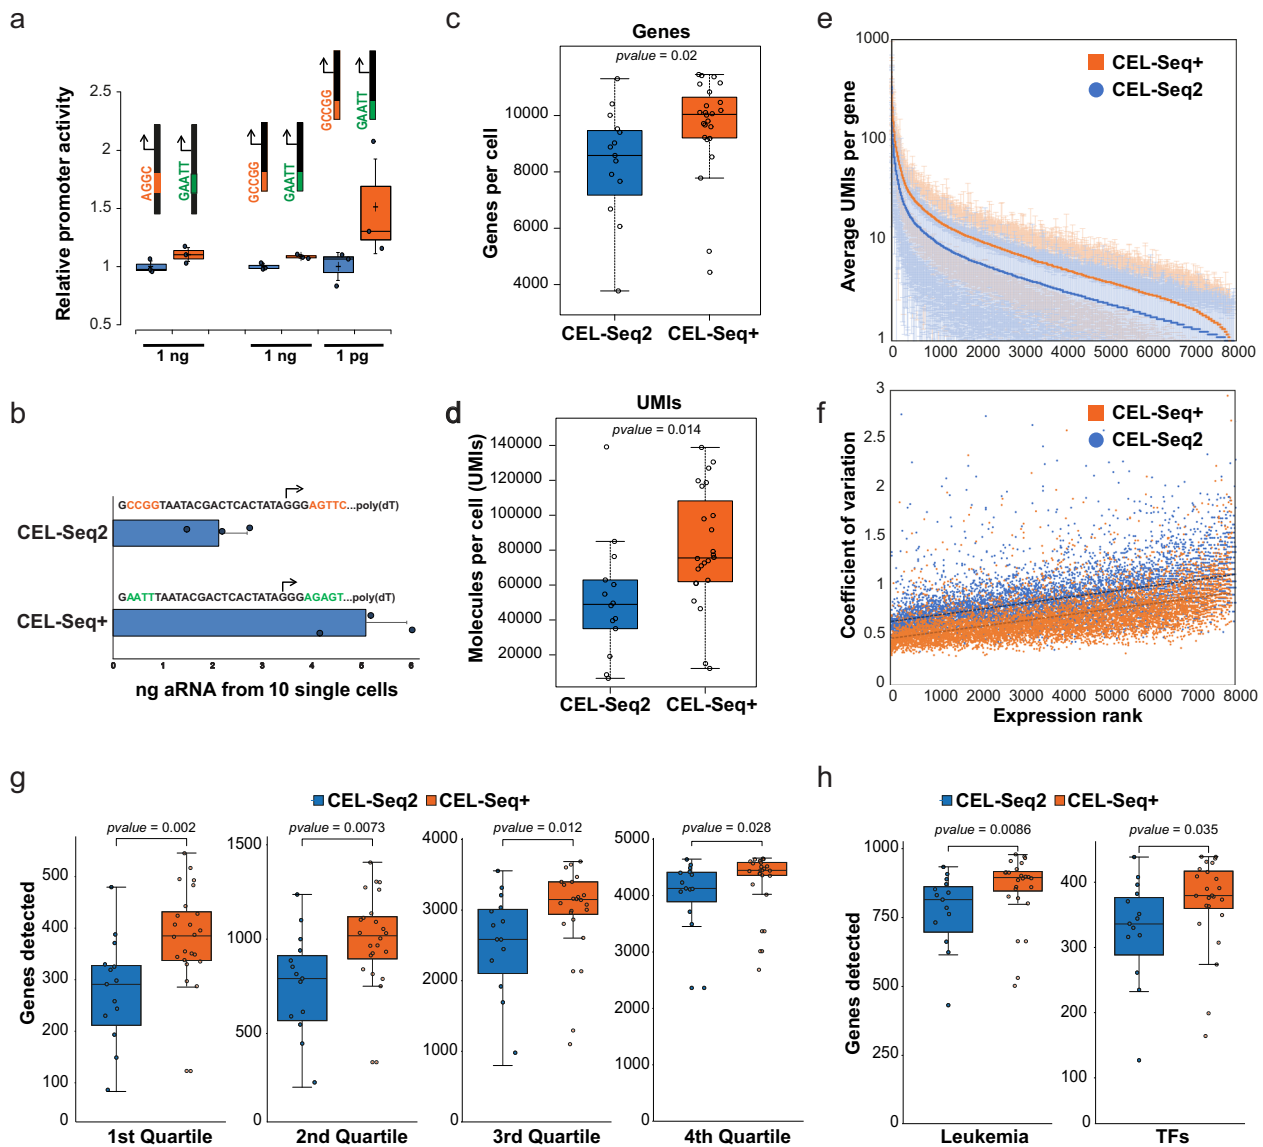 a
Relative promoter activity
2.5
2
1.5
1
0.5
AGGC
GAATT
GCCGG
GAATT
GCCGG
GAATT
1 ng
1 ng
1 pg
b
GCCGGTAATACGACTCACTATAGGGAGTTC...poly(dT)
CEL-Seq2
GAATTTAATACGACTCACTATAGGGAGAGT...poly(dT)
CEL-Seq+
0 1 2 3 4 5 6
ng aRNA from 10 single cells
c
Genes
pvalue = 0.02
Genes per cell
10000
8000
6000
4000
CEL-Seq2 CEL-Seq+
d
UMIs
pvalue = 0.014
Molecules per cell (UMIs)
140000
120000
100000
80000
60000
40000
20000
CEL-Seq2 CEL-Seq+
e
CEL-Seq+
CEL-Seq2
Average UMIs per gene
1000
100
10
1
0 1000 2000 3000 4000 5000 6000 7000 8000
f
CEL-Seq+
CEL-Seq2
Coefficient of variation
3
2.5
2
1.5
1
0.5
0
0 1000 2000 3000 4000 5000 6000 7000 8000
Expression rank
g
CEL-Seq2 CEL-Seq+
Genes detected
pvalue = 0.002
500
400
300
200
100
0
1st Quartile
pvalue = 0.0073
2000
1000
500
0
2nd Quartile
pvalue = 0.012
4000
3000
2000
1000
0
3rd Quartile
pvalue = 0.028
5000
4000
3000
2000
1000
0
4th Quartile
h
CEL-Seq2 CEL-Seq+
Genes detected
pvalue = 0.0086
1000
750
500
250
0
Leukemia
pvalue = 0.035
400
300
200
100
0
TFs